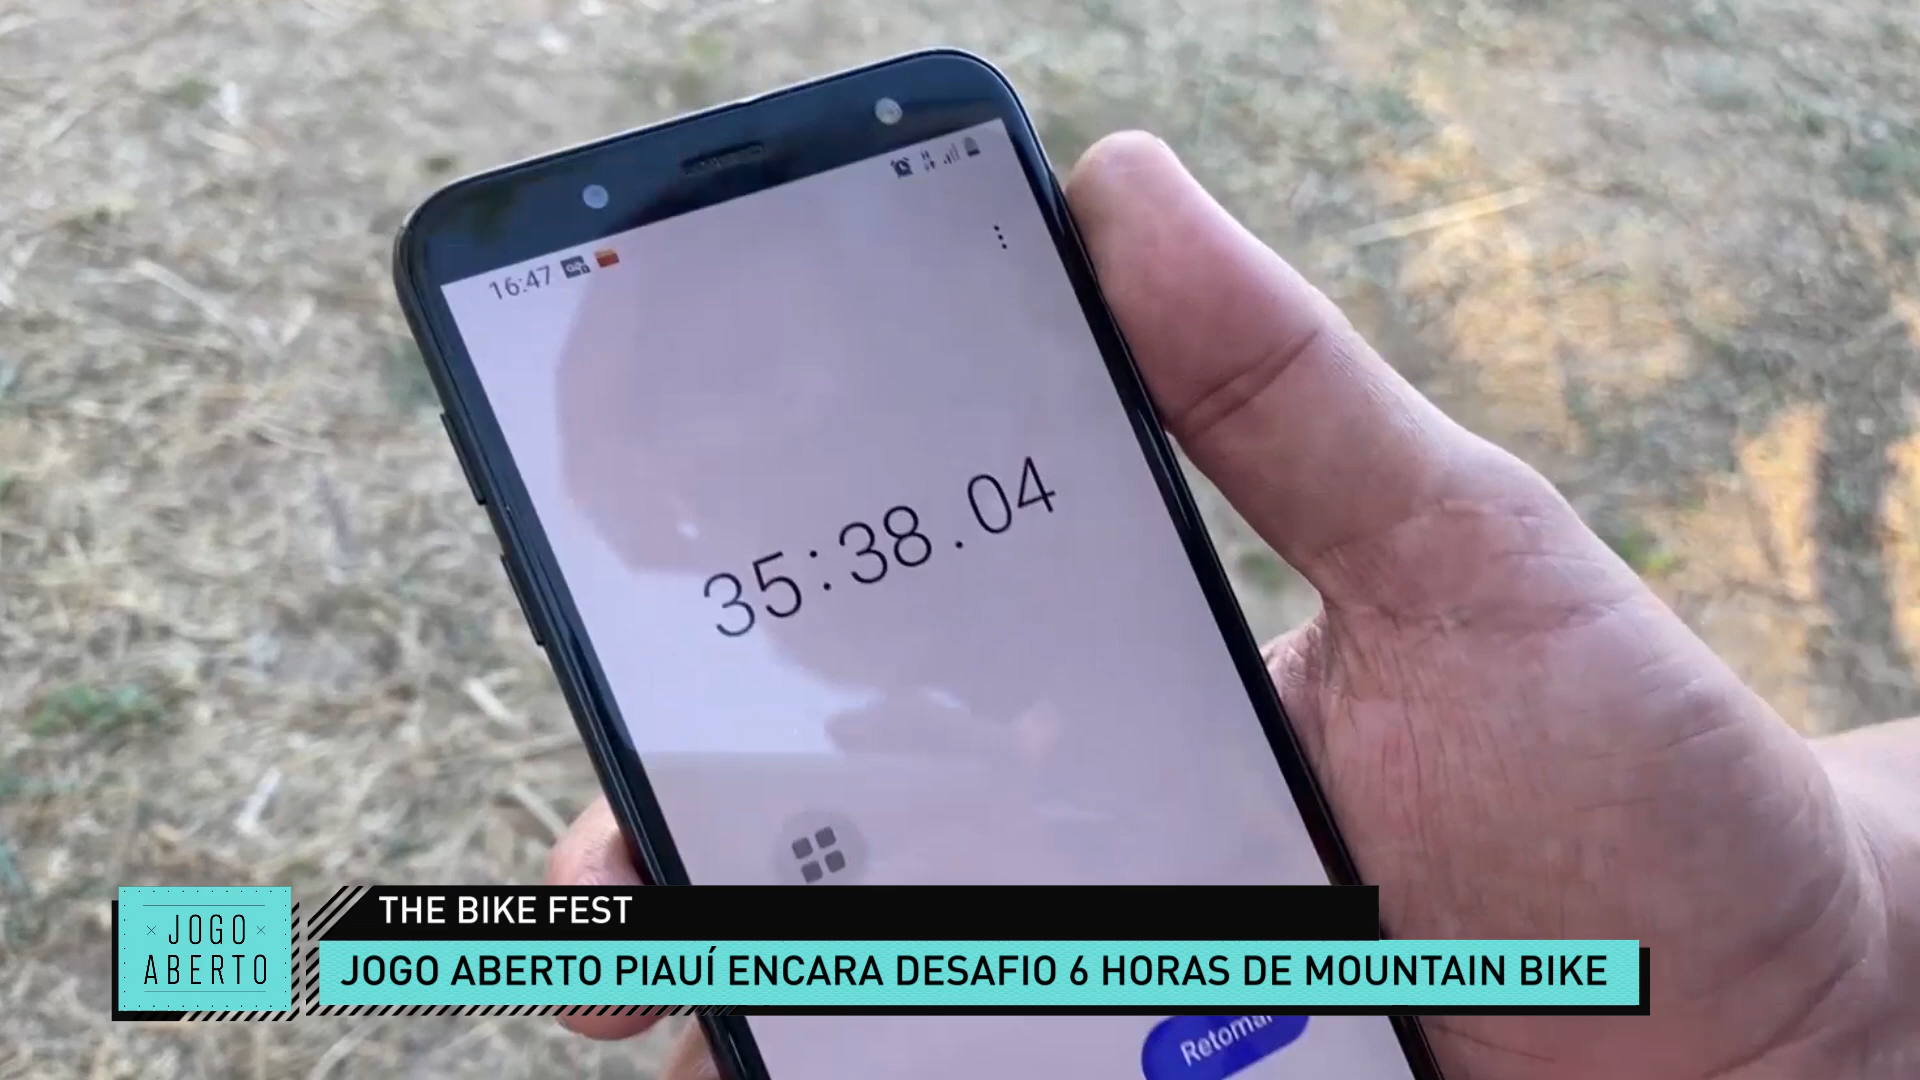 16:47
35:38.04
Retomar
THE BIKE FEST
JOGO
ABERTO
JOGO ABERTO PIAUÍ ENCARA DESAFIO 6 HORAS DE MOUNTAIN BIKE